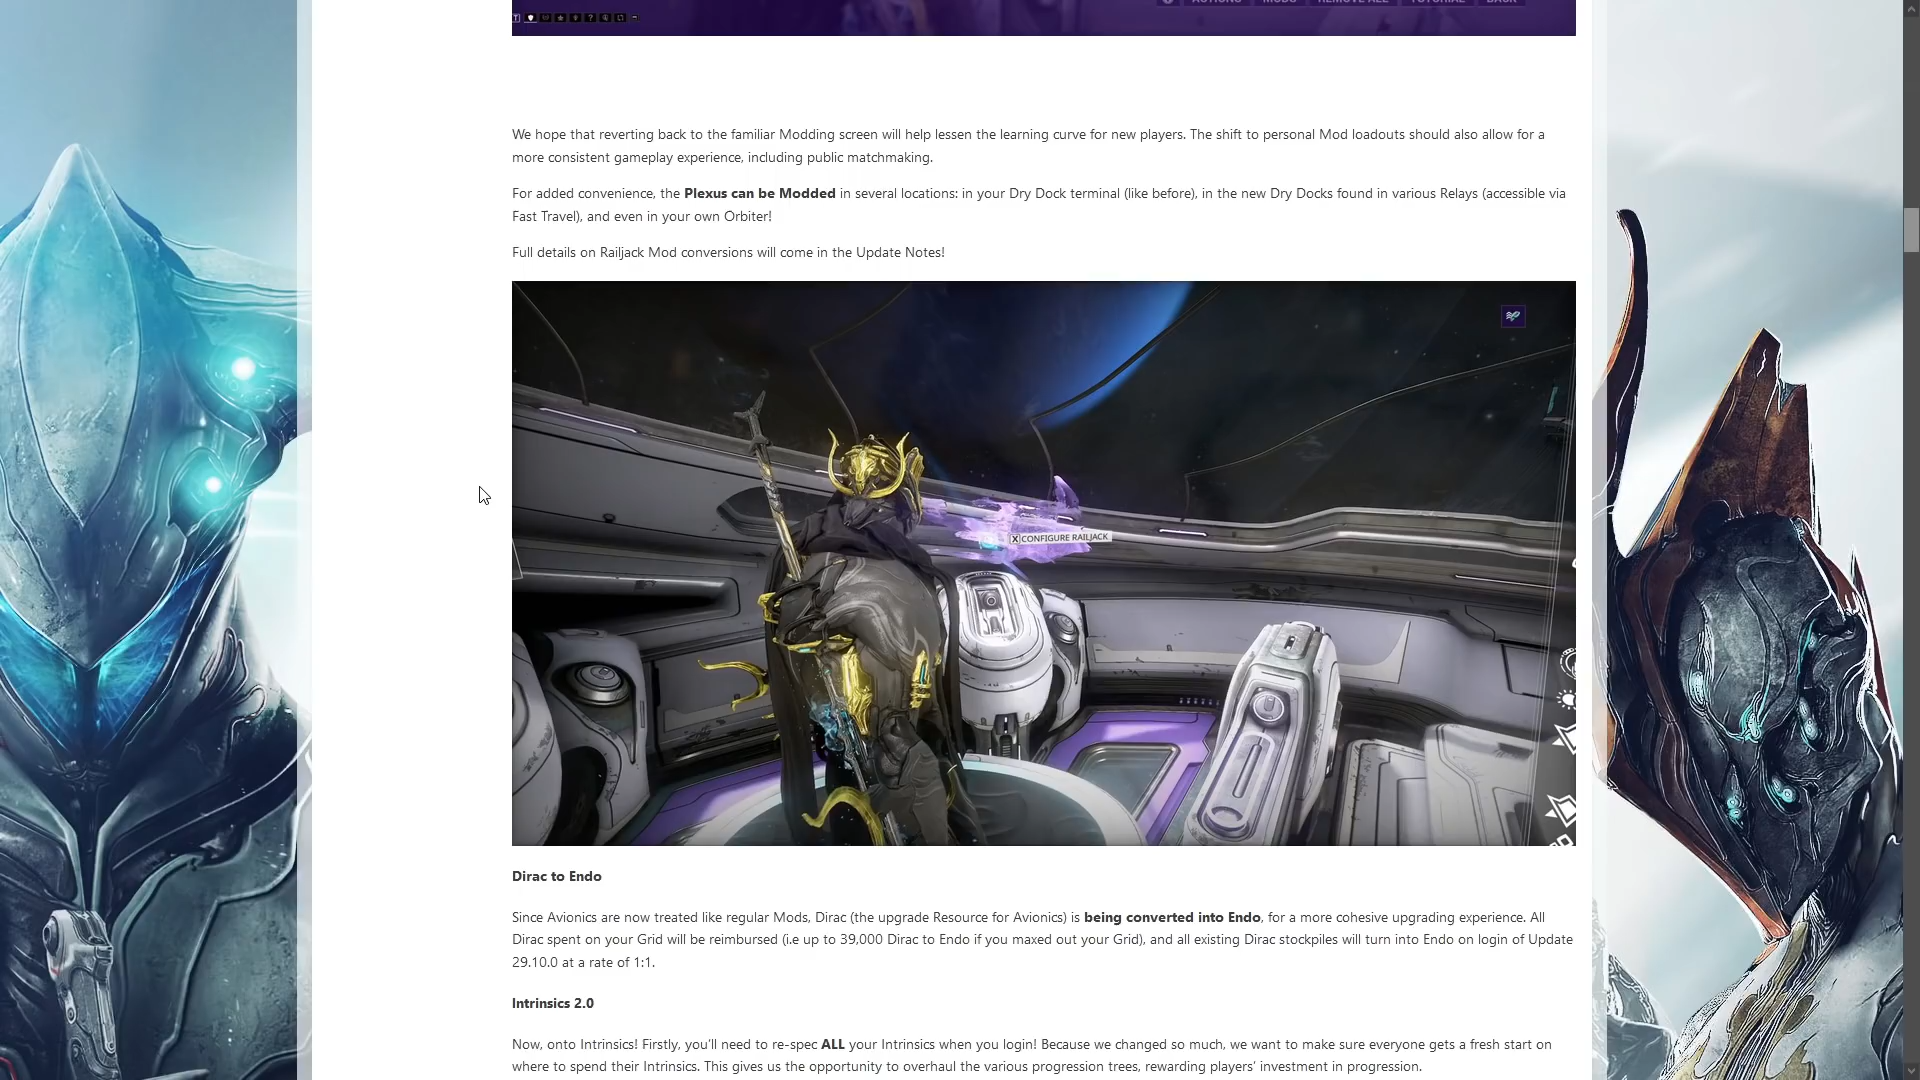 ACTIONS MODS REMOVE ALL TUTORIAL BACK
We hope that reverting back to the familiar Modding screen will help lessen the learning curve for new players. The shift to personal Mod loadouts should also allow for a
more consistent gameplay experience, including public matchmaking.
For added convenience, the Plexus can be Modded in several locations: in your Dry Dock terminal (like before), in the new Dry Docks found in various Relays (accessible via
Fast Travel), and even in your own Orbiter!
Full details on Railjack Mod conversions will come in the Update Notes!
X CONFIGURE RAILJACK
Dirac to Endo
Since Avionics are now treated like regular Mods, Dirac (the upgrade Resource for Avionics) is being converted into Endo, for a more cohesive upgrading experience. All
Dirac spent on your Grid will be reimbursed (i.e up to 39,000 Dirac to Endo if you maxed out your Grid), and all existing Dirac stockpiles will turn into Endo on login of Update
29.10.0 at a rate of 1:1.
Intrinsics 2.0
Now, onto Intrinsics! Firstly, you'll need to re-spec ALL your Intrinsics when you login! Because we changed so much, we want to make sure everyone gets a fresh start on
where to spend their Intrinsics. This gives us the opportunity to overhaul the various progression trees, rewarding players' investment in progression.